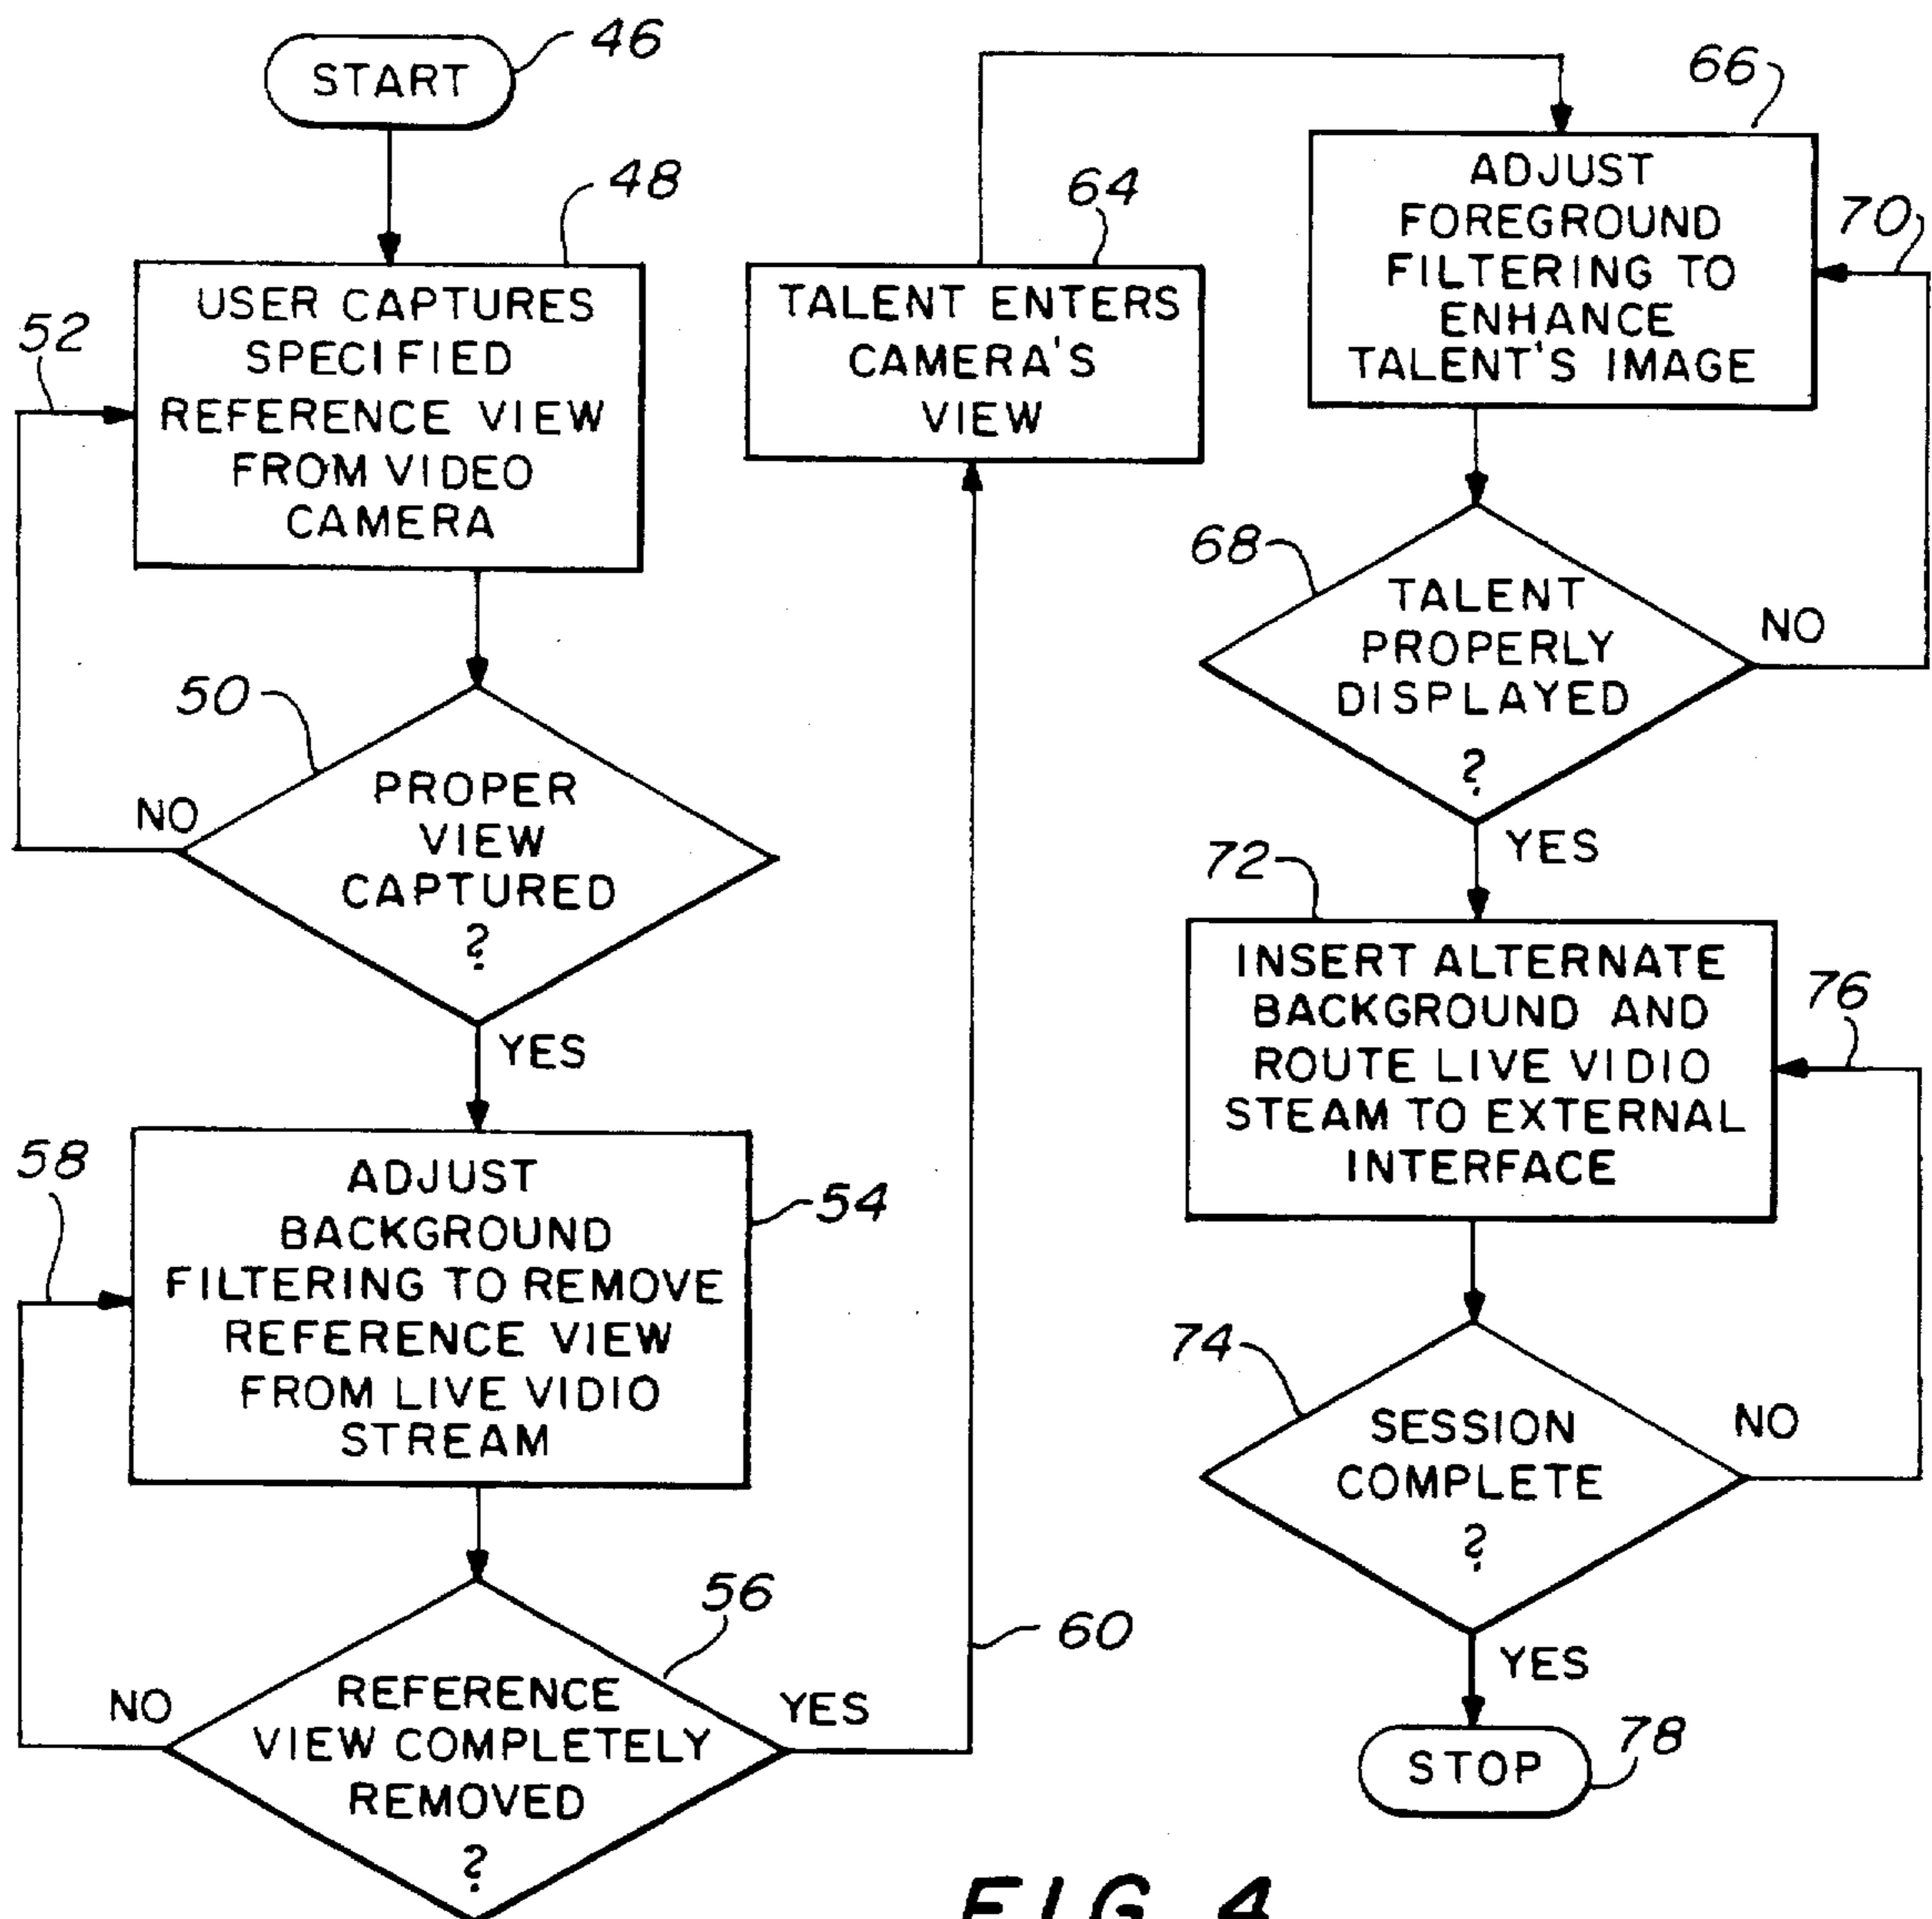 START
46
48
USER CAPTURES
SPECIFIED
REFERENCE VIEW
FROM VIDEO
CAMERA
52
50
PROPER
VIEW
CAPTURED
?
NO
YES
ADJUST
BACKGROUND
FILTERING TO REMOVE
REFERENCE VIEW
FROM LIVE VIDIO
STREAM
54
58
56
REFERENCE
VIEW COMPLETELY
REMOVED
?
NO
YES
60
64
TALENT ENTERS
CAMERA'S
VIEW
66
ADJUST
FOREGROUND
FILTERING TO
ENHANCE
TALENT'S IMAGE
70
68
TALENT
PROPERLY
DISPLAYED
?
NO
YES
72
INSERT ALTERNATE
BACKGROUND AND
ROUTE LIVE VIDIO
STEAM TO EXTERNAL
INTERFACE
76
74
SESSION
COMPLETE
?
NO
YES
STOP
78
FIG. 4